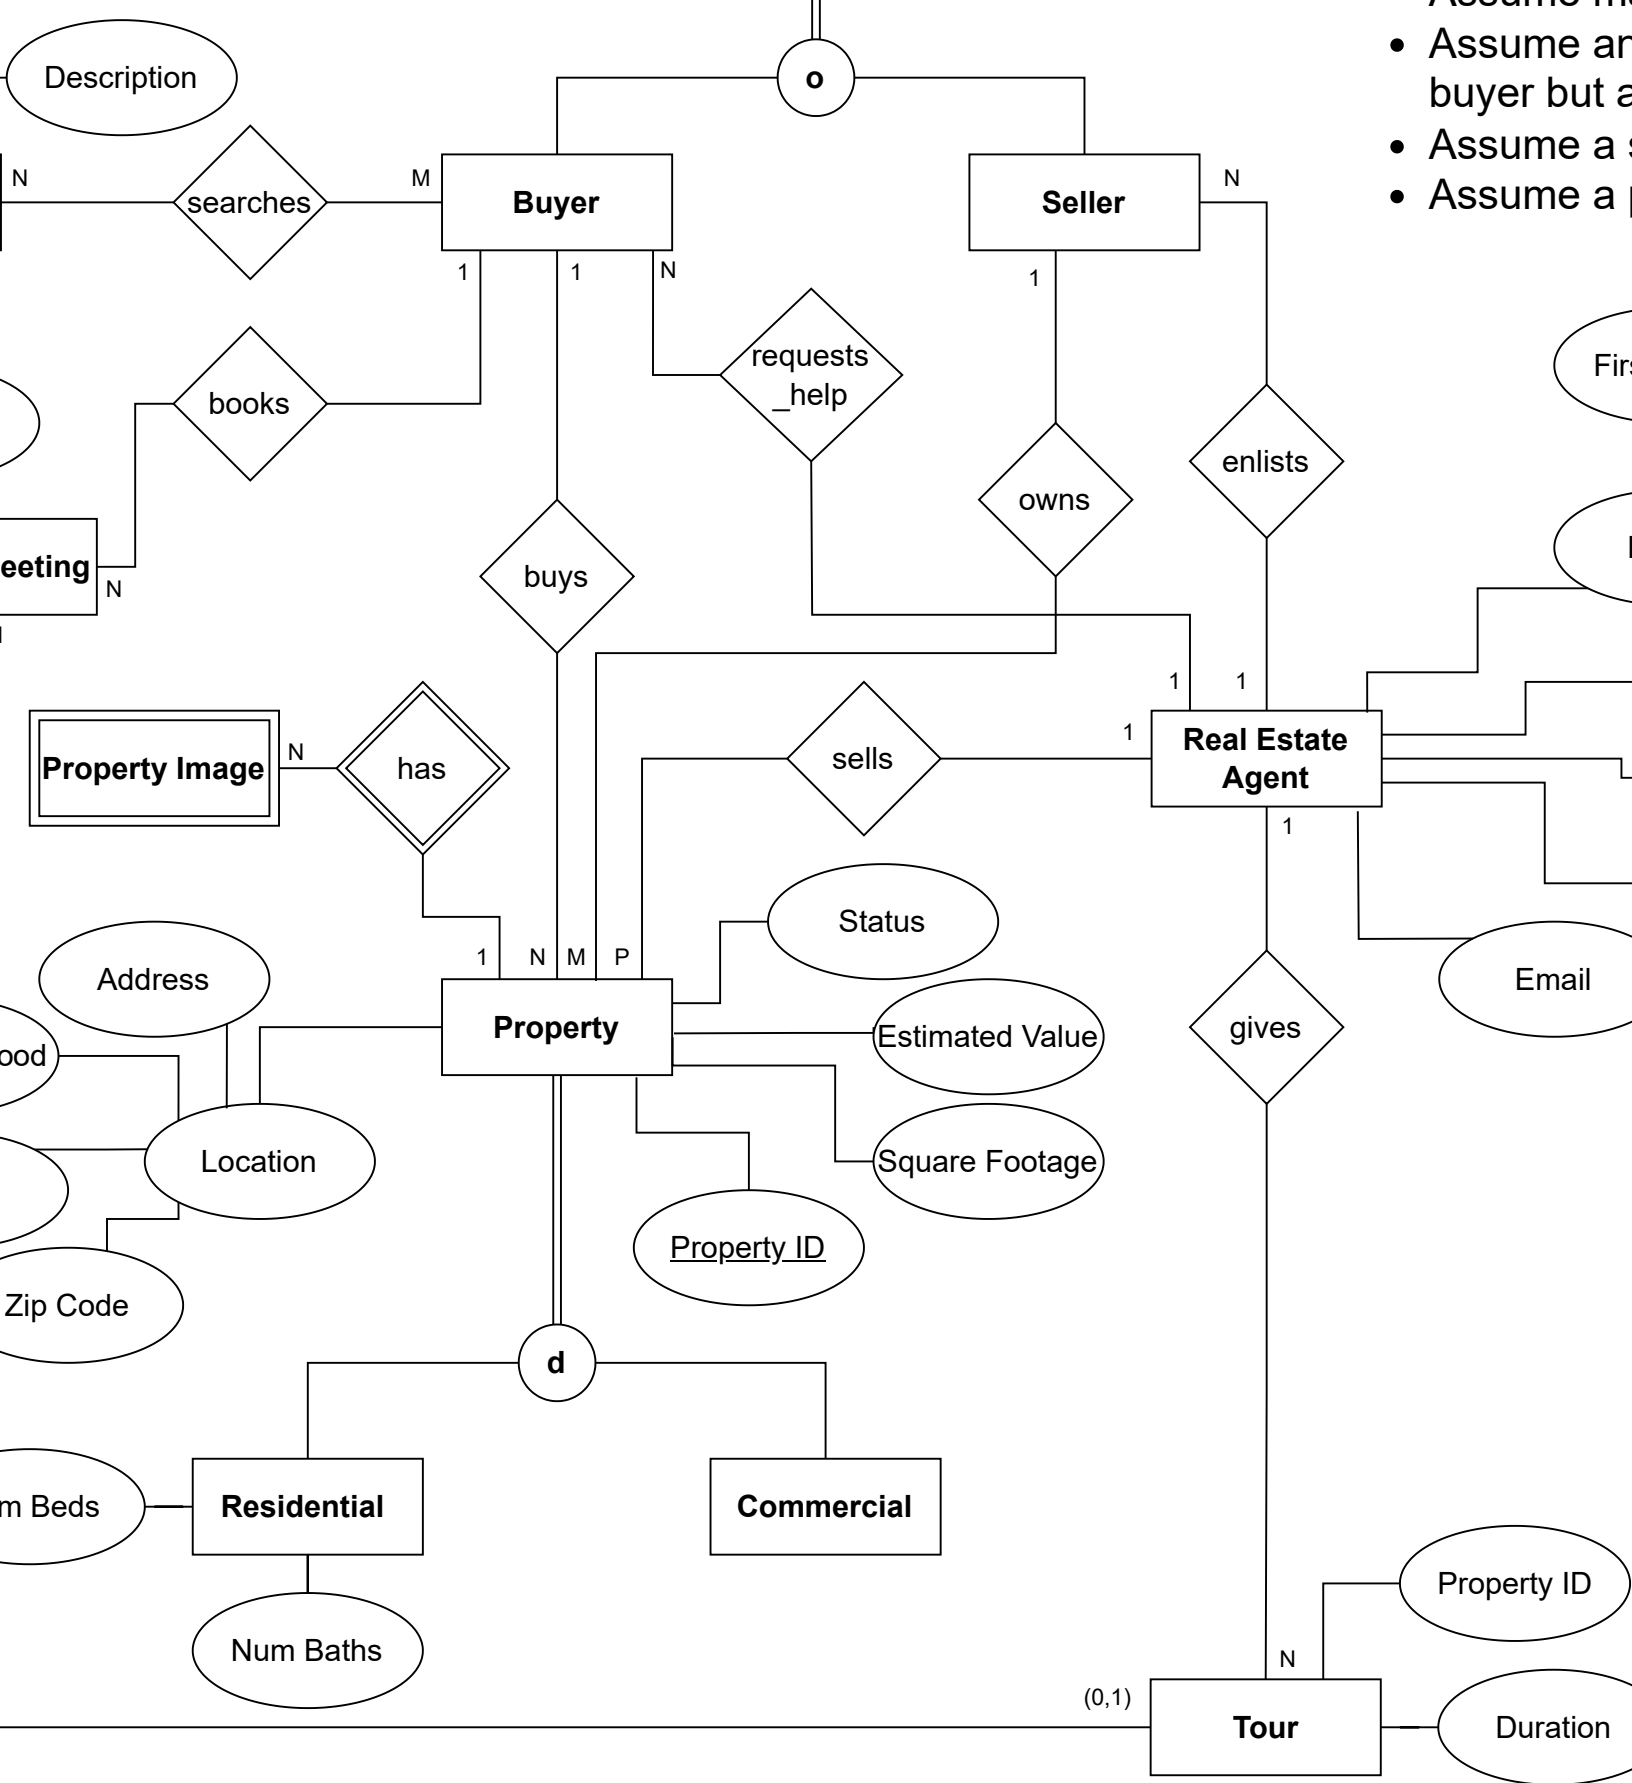 Description
o
• Assume an
buyer but a
• Assume a
• Assume a
N
searches
M
Buyer
Seller
N
1
1
N
1
requests
_help
books
owns
enlists
eeting
N
buys
1
1
1
Property Image
N
has
sells
Real Estate
Agent
1
Status
1
N
M
P
Address
Email
Property
Estimated Value
gives
ood
Location
Square Footage
Property ID
Zip Code
d
m Beds
Residential
Commercial
Property ID
Num Baths
N
(0,1)
Tour
Duration